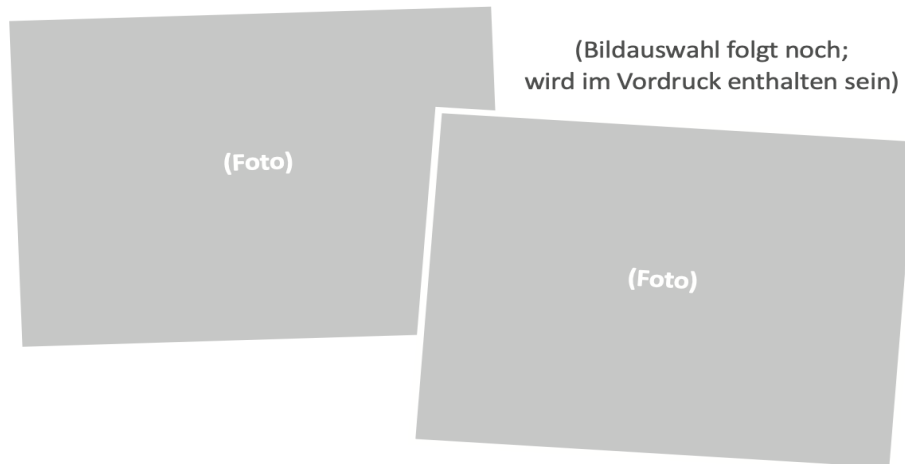 (Bildauswahl folgt noch;
wird im Vordruck enthalten sein)
(Foto)
(Foto)